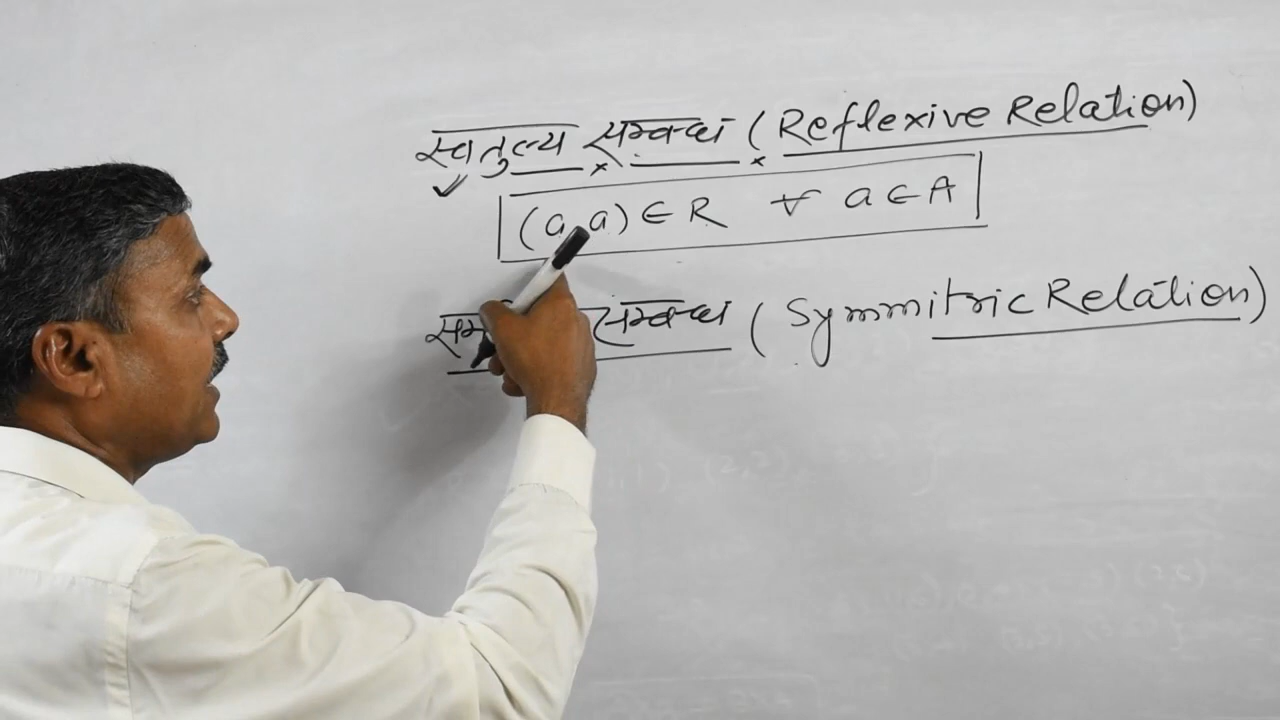 स्वतुल्य सम्बन्ध (Reflexive Relation)
(a, a) ∈ R ∀ a ∈ A
सम्बन्ध (Symmitric Relation)